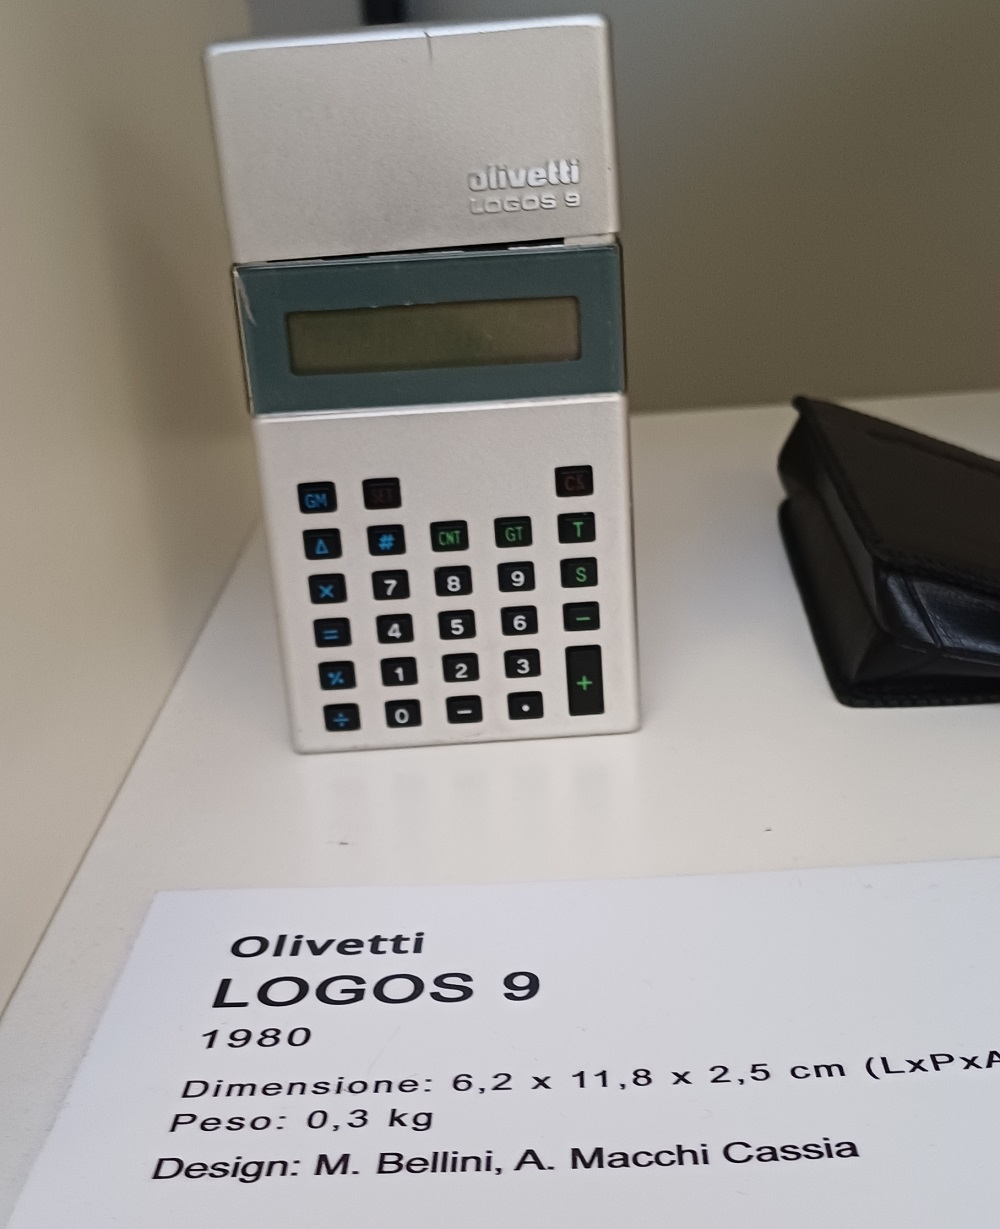 olivetti
LOGOS 9
GM SET C
Δ # CNT GT T
× 7 8 9 S
= 4 5 6 −
% 1 2 3 +
÷ 0 − •
Olivetti
LOGOS 9
1980
Dimensione: 6,2 x 11,8 x 2,5 cm (LxPxA
Peso: 0,3 kg
Design: M. Bellini, A. Macchi Cassia